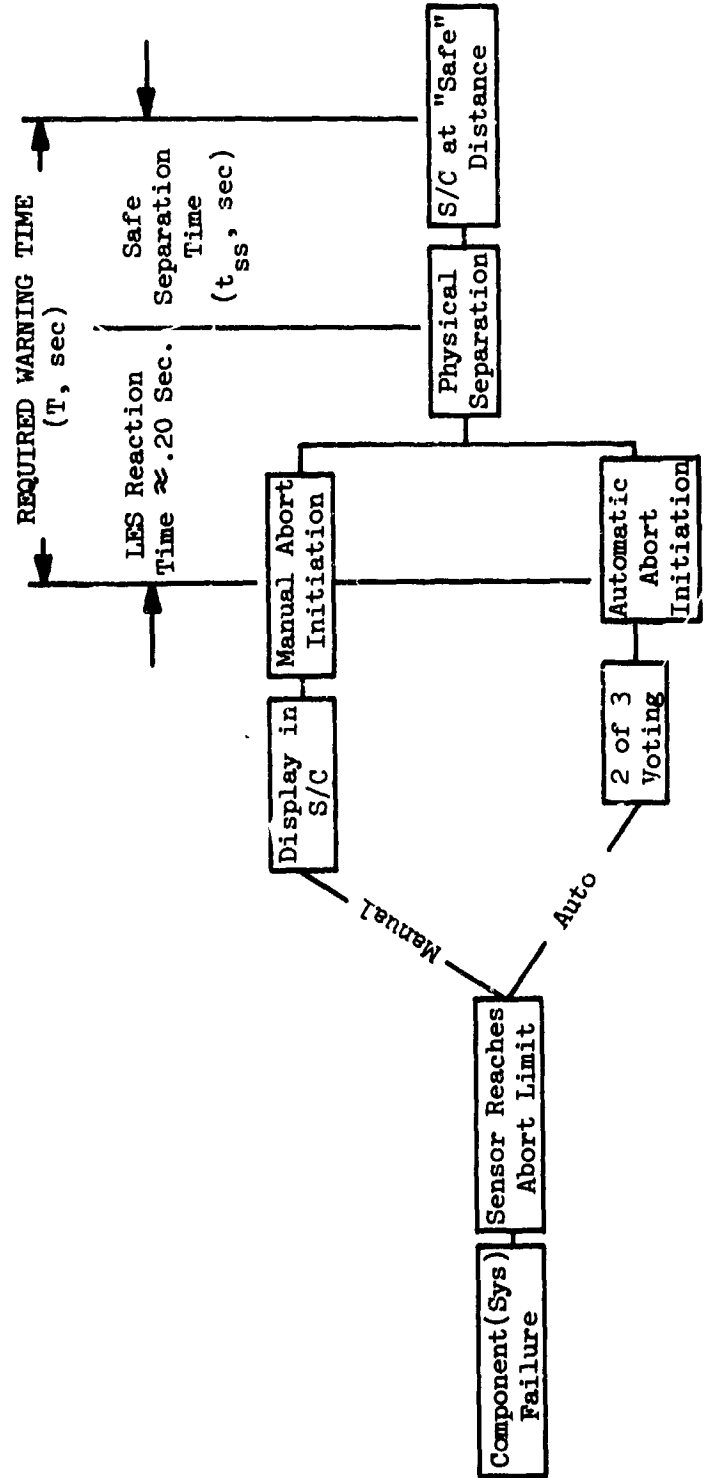 REQUIRED WARNING TIME
(T, sec)
LES Reaction
Time ≈ .20 Sec.
Safe
Separation
Time
(t_ss, sec)
Component(Sys)
Failure
Sensor Reaches
Abort Limit
Manual
Auto
Display in
S/C
Manual Abort
Initiation
2 of 3
Voting
Automatic
Abort
Initiation
Physical
Separation
S/C at "Safe"
Distance